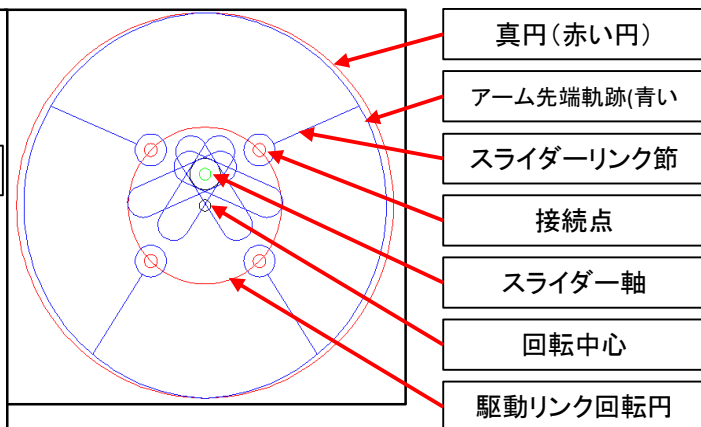 真円（赤い円）
アーム先端軌跡(青い
スライダーリンク節
接続点
スライダー軸
回転中心
駆動リンク回転円